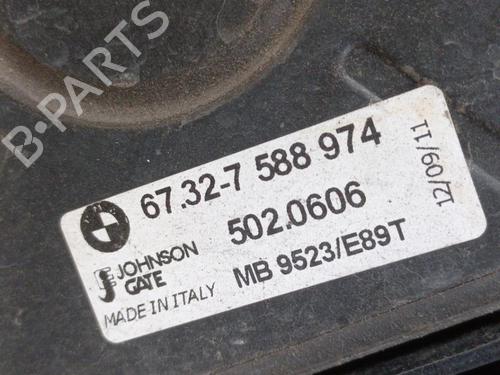 B-PARTS
67.32-7 588 974
502.0606
JOHNSON
GATE
MB 9523/E89T
MADE IN ITALY
12/09/11